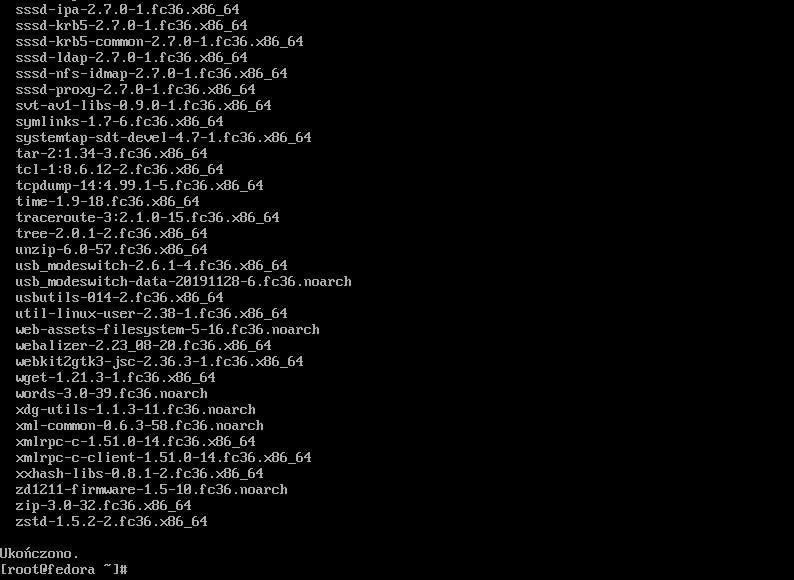 sssd-ipa-2.7.0-1.fc36.x86_64
sssd-krb5-2.7.0-1.fc36.x86_64
sssd-krb5-common-2.7.0-1.fc36.x86_64
sssd-ldap-2.7.0-1.fc36.x86_64
sssd-nfs-idmap-2.7.0-1.fc36.x86_64
sssd-proxy-2.7.0-1.fc36.x86_64
svt-av1-libs-0.9.0-1.fc36.x86_64
symlinks-1.7-6.fc36.x86_64
systemtap-sdt-devel-4.7-1.fc36.x86_64
tar-2:1.34-3.fc36.x86_64
tcl-1:8.6.12-2.fc36.x86_64
tcpdump-14:4.99.1-5.fc36.x86_64
time-1.9-18.fc36.x86_64
traceroute-3:2.1.0-15.fc36.x86_64
tree-2.0.1-2.fc36.x86_64
unzip-6.0-57.fc36.x86_64
usb_modeswitch-2.6.1-4.fc36.x86_64
usb_modeswitch-data-20191128-6.fc36.noarch
usbutils-014-2.fc36.x86_64
util-linux-user-2.38-1.fc36.x86_64
web-assets-filesystem-5-16.fc36.noarch
webalizer-2.23_08-20.fc36.x86_64
webkit2gtk3-jsc-2.36.3-1.fc36.x86_64
wget-1.21.3-1.fc36.x86_64
words-3.0-39.fc36.noarch
xdg-utils-1.1.3-11.fc36.noarch
xml-common-0.6.3-58.fc36.noarch
xmlrpc-c-1.51.0-14.fc36.x86_64
xmlrpc-c-client-1.51.0-14.fc36.x86_64
xxhash-libs-0.8.1-2.fc36.x86_64
zd1211-firmware-1.5-10.fc36.noarch
zip-3.0-32.fc36.x86_64
zstd-1.5.2-2.fc36.x86_64
Ukończono.
[root@fedora ~]#